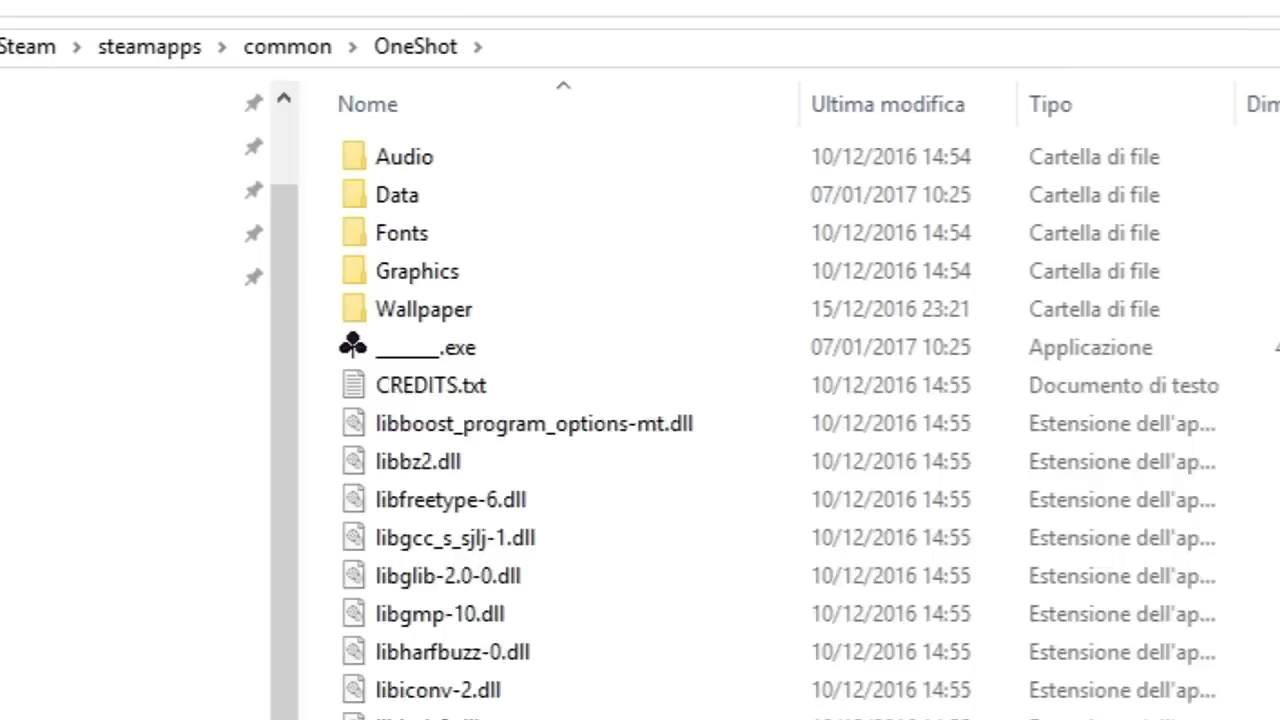 Steam > steamapps > common > OneShot >
Nome Ultima modifica Tipo
Audio 10/12/2016 14:54 Cartella di file
Data 07/01/2017 10:25 Cartella di file
Fonts 10/12/2016 14:54 Cartella di file
Graphics 10/12/2016 14:54 Cartella di file
Wallpaper 15/12/2016 23:21 Cartella di file
______.exe 07/01/2017 10:25 Applicazione
CREDITS.txt 10/12/2016 14:55 Documento di testo
libboost_program_options-mt.dll 10/12/2016 14:55 Estensione dell'ap...
libbz2.dll 10/12/2016 14:55 Estensione dell'ap...
libfreetype-6.dll 10/12/2016 14:55 Estensione dell'ap...
libgcc_s_sjlj-1.dll 10/12/2016 14:55 Estensione dell'ap...
libglib-2.0-0.dll 10/12/2016 14:55 Estensione dell'ap...
libgmp-10.dll 10/12/2016 14:55 Estensione dell'ap...
libharfbuzz-0.dll 10/12/2016 14:55 Estensione dell'ap...
libiconv-2.dll 10/12/2016 14:55 Estensione dell'ap...